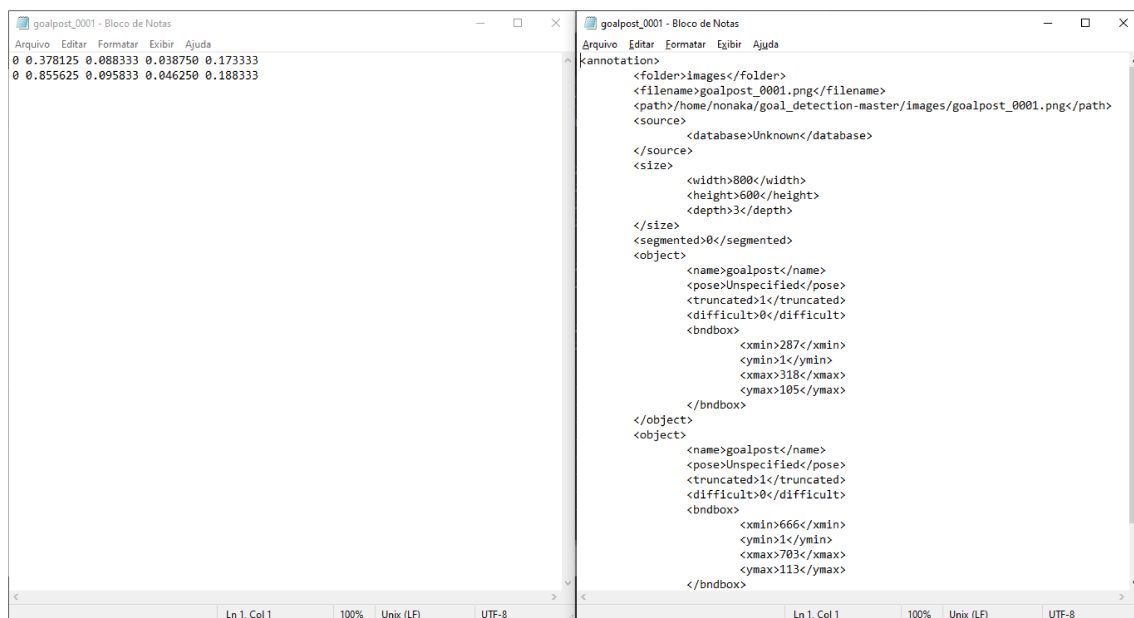 goalpost_0001 - Bloco de Notas
Arquivo Editar Formatar Exibir Ajuda
0 0.378125 0.088333 0.038750 0.173333
0 0.855625 0.095833 0.046250 0.188333
Ln 1, Col 1 100% Unix (LF) UTF-8
goalpost_0001 - Bloco de Notas
Arquivo Editar Formatar Exibir Ajuda
<annotation>
<folder>images</folder>
<filename>goalpost_0001.png</filename>
<path>/home/nonaka/goal_detection-master/images/goalpost_0001.png</path>
<source>
<database>Unknown</database>
</source>
<size>
<width>800</width>
<height>600</height>
<depth>3</depth>
</size>
<segmented>0</segmented>
<object>
<name>goalpost</name>
<pose>Unspecified</pose>
<truncated>1</truncated>
<difficult>0</difficult>
<bndbox>
<xmin>287</xmin>
<ymin>1</ymin>
<xmax>318</xmax>
<ymax>105</ymax>
</bndbox>
</object>
<object>
<name>goalpost</name>
<pose>Unspecified</pose>
<truncated>1</truncated>
<difficult>0</difficult>
<bndbox>
<xmin>666</xmin>
<ymin>1</ymin>
<xmax>703</xmax>
<ymax>113</ymax>
</bndbox>
Ln 1, Col 1 100% Unix (LF) UTF-8